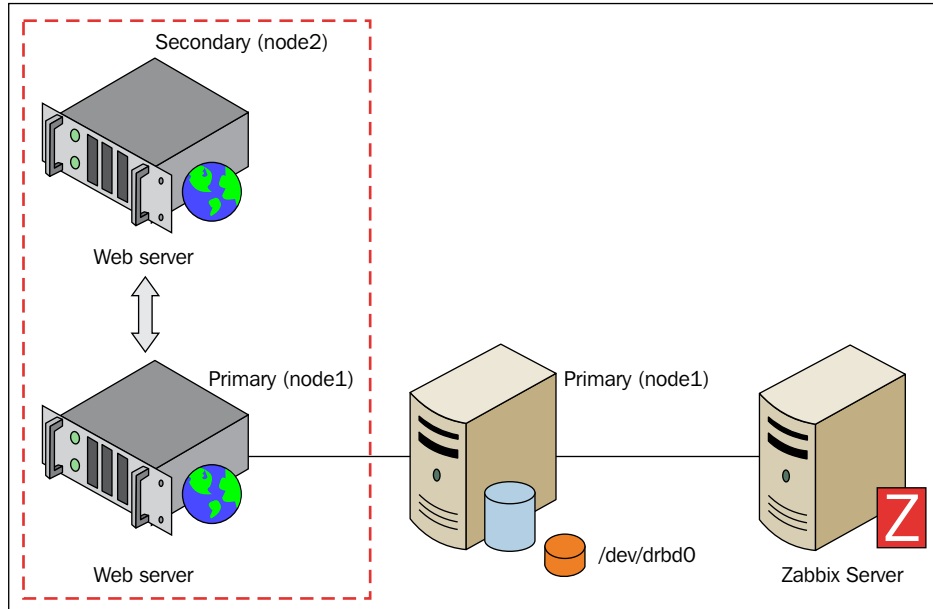 Secondary (node2)
Web server
Primary (node1)
Primary (node1)
Web server
/dev/drbd0
Z
Zabbix Server